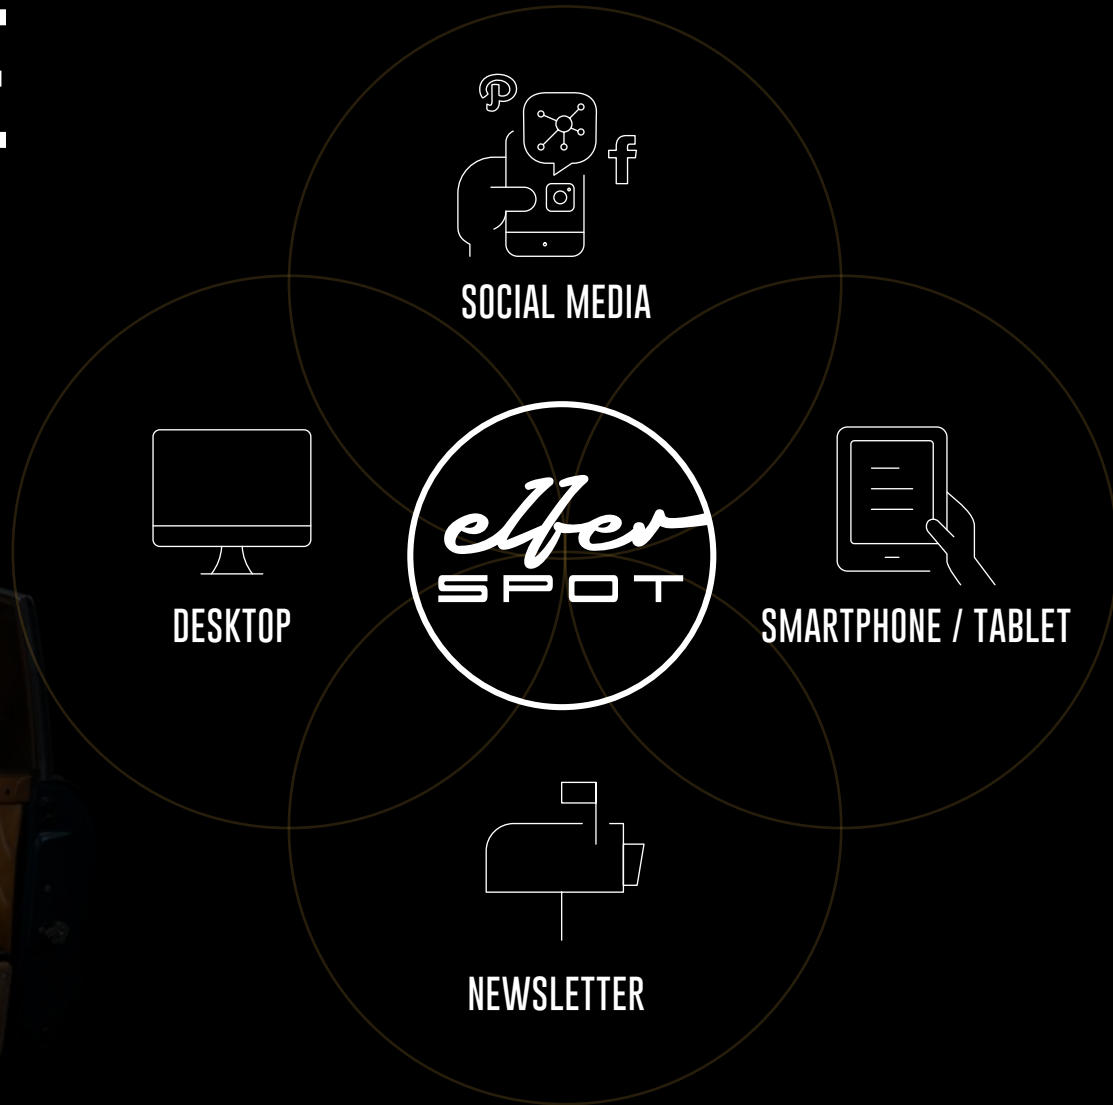 SOCIAL MEDIA
DESKTOP
elfer
SPOT
SMARTPHONE / TABLET
NEWSLETTER